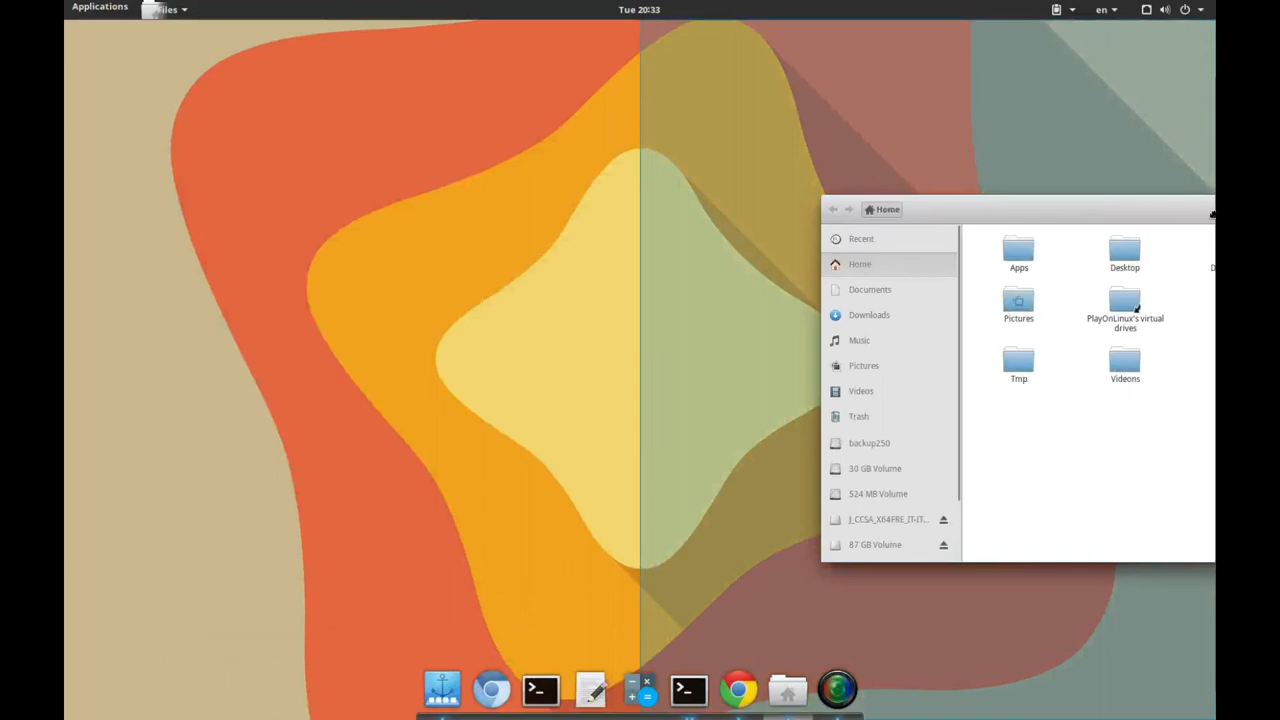 Applications
Files
Tue 20:33
en
Home
Recent
Home
Documents
Downloads
Music
Pictures
Videos
Trash
backup250
30 GB Volume
524 MB Volume
J_CCSA_X64FRE_IT-IT...
87 GB Volume
Apps
Desktop
D
Pictures
PlayOnLinux's virtual
drives
Tmp
Videons